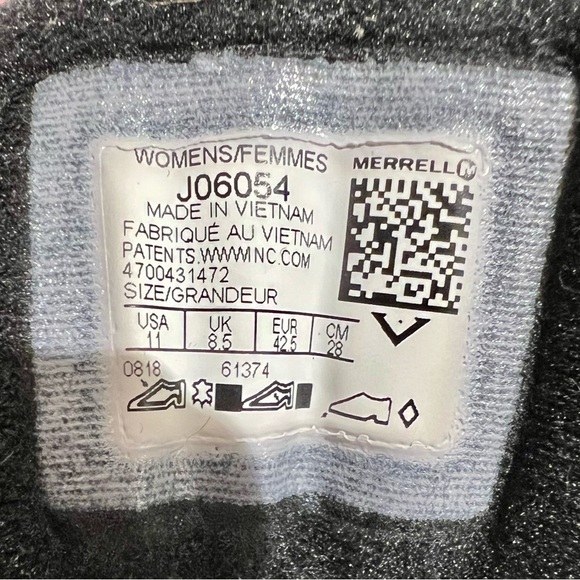 WOMENS/FEMMES MERRELL M
J06054
MADE IN VIETNAM
FABRIQUÉ AU VIETNAM
PATENTS.WWWINC.COM
4700431472
SIZE/GRANDEUR
USA UK EUR CM
11 8.5 42.5 28
0818 61374